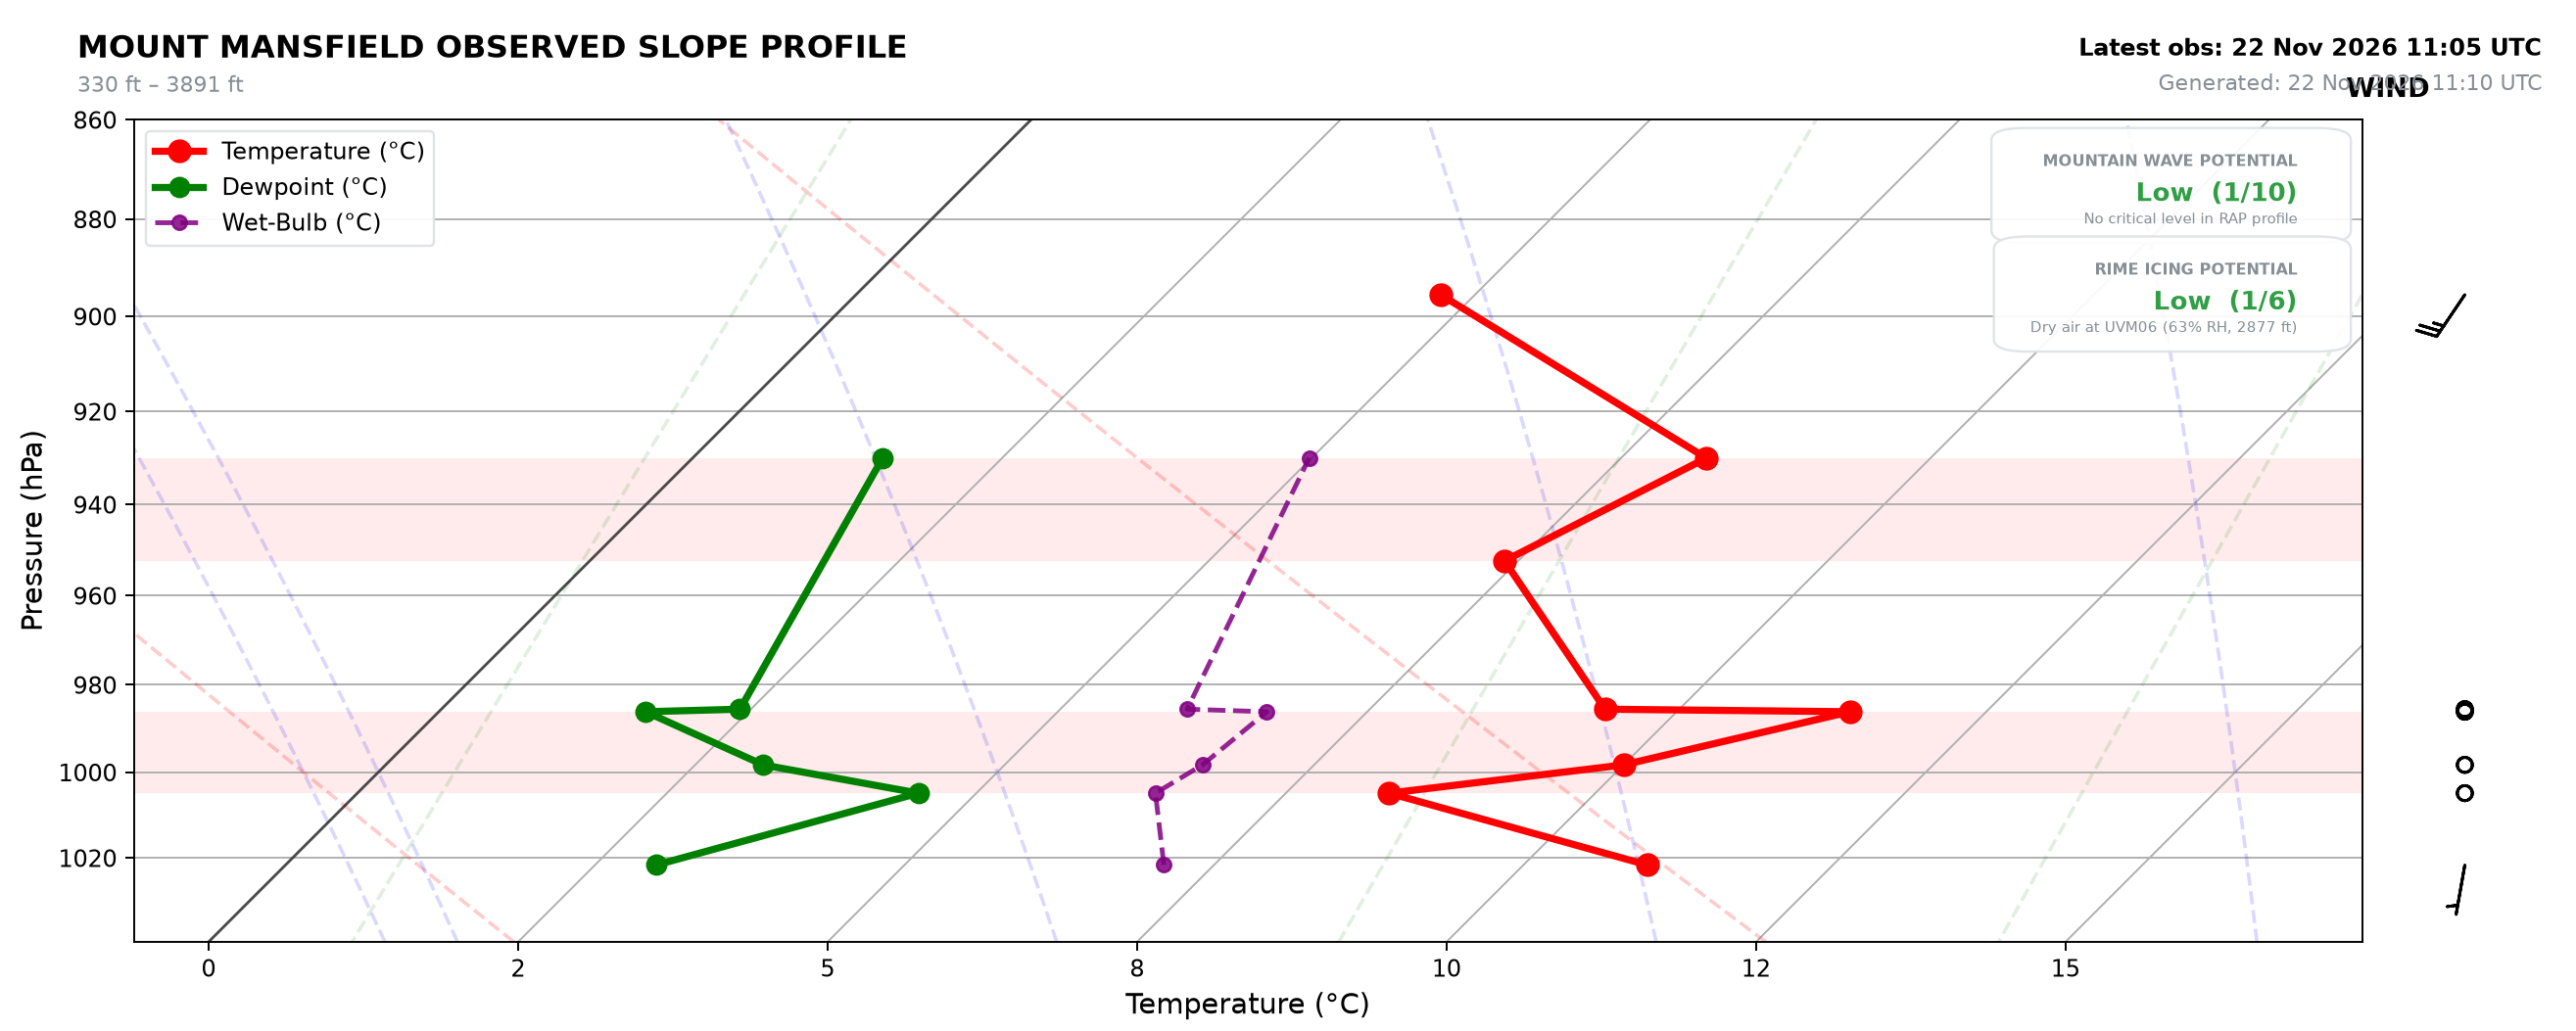 MOUNT MANSFIELD OBSERVED SLOPE PROFILE
330 ft – 3891 ft
Latest obs: 22 Nov 2026 11:05 UTC
Generated: 22 Nov 2026 11:10 UTC
WIND
Temperature (°C)
Dewpoint (°C)
Wet-Bulb (°C)
MOUNTAIN WAVE POTENTIAL
Low (1/10)
No critical level in RAP profile
RIME ICING POTENTIAL
Low (1/6)
Dry air at UVM06 (63% RH, 2877 ft)
Pressure (hPa)
860
880
900
920
940
960
980
1000
1020
0 2 5 8 10 12 15
Temperature (°C)